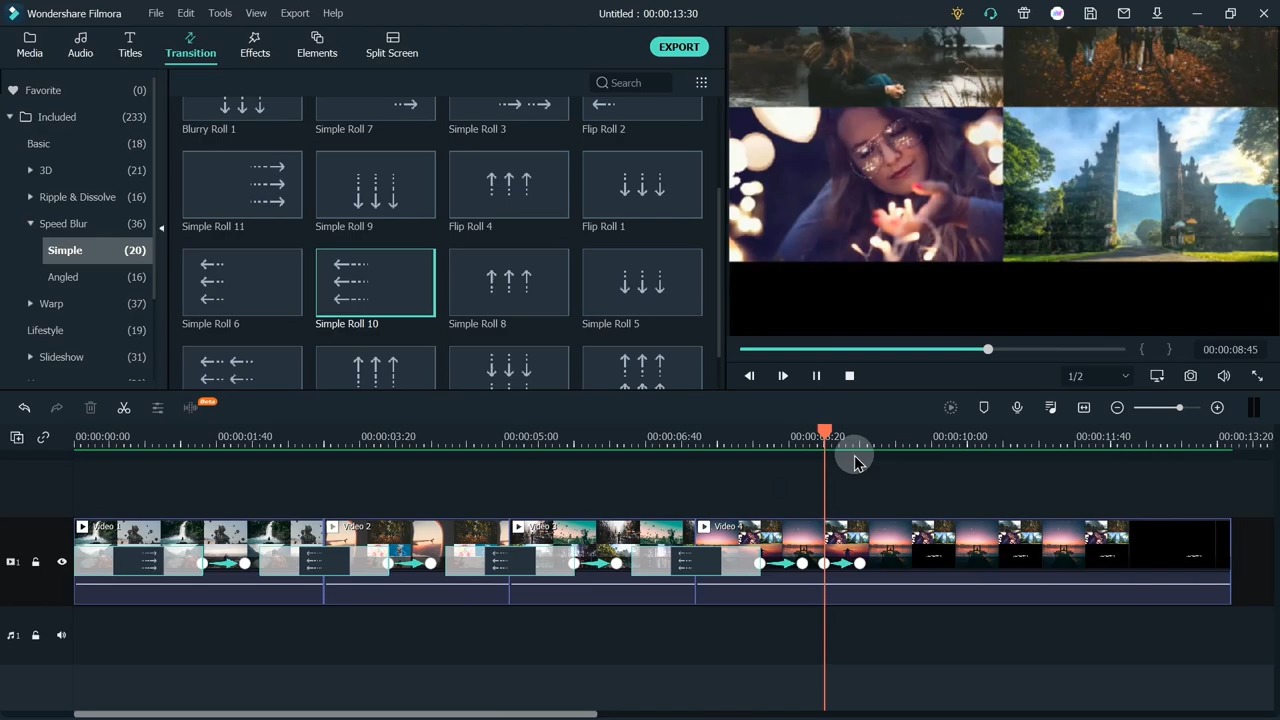 Wondershare Filmora File Edit Tools View Export Help Untitled : 00:00:13:30
Media Audio Titles Transition Effects Elements Split Screen EXPORT
Favorite (0)
Included (233)
Basic (18)
3D (21)
Ripple & Dissolve (16)
Speed Blur (36)
Simple (20)
Angled (16)
Warp (37)
Lifestyle (19)
Slideshow (31)
Search
Blurry Roll 1 Simple Roll 7 Simple Roll 3 Flip Roll 2
Simple Roll 11 Simple Roll 9 Flip Roll 4 Flip Roll 1
Simple Roll 6 Simple Roll 10 Simple Roll 8 Simple Roll 5
{ } 00:00:08:45
1/2
Beta
00:00:00:00 00:00:01:40 00:00:03:20 00:00:05:00 00:00:06:40 00:00:10:00 00:00:11:40 00:00:13:20
Video 1 Video 2 Video 3 Video 4
1
1